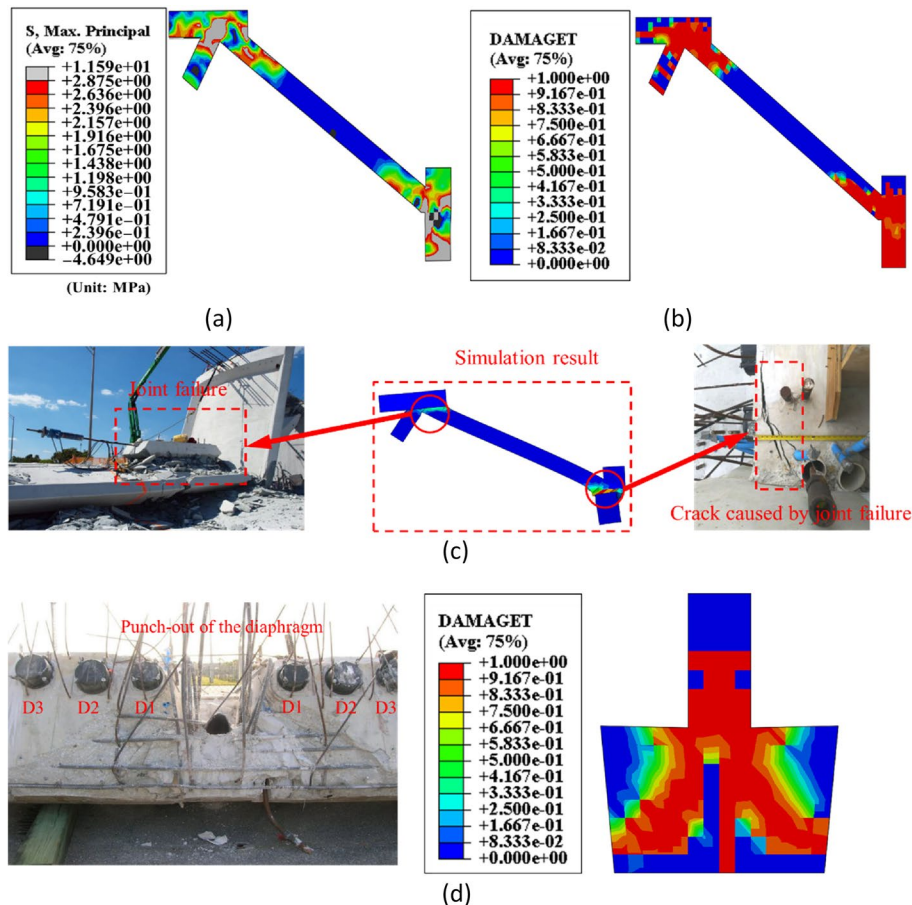 S, Max. Principal
(Avg: 75%)
+1.159e+01
+2.875e+00
+2.636e+00
+2.396e+00
+2.157e+00
+1.916e+00
+1.675e+00
+1.438e+00
+1.198e+00
+9.583e−01
+7.191e−01
+4.791e−01
+2.396e−01
+0.000e+00
−4.649e+00
(Unit: MPa)
(a)
DAMAGET
(Avg: 75%)
+1.000e+00
+9.167e-01
+8.333e-01
+7.500e-01
+6.667e-01
+5.833e-01
+5.000e-01
+4.167e-01
+3.333e-01
+2.500e-01
+1.667e-01
+8.333e-02
+0.000e+00
(b)
Joint failure
Simulation result
Crack caused by joint failure
(c)
Punch-out of the diaphragm
D3 D2 D1 D1 D2 D3
DAMAGET
(Avg: 75%)
+1.000e+00
+9.167e-01
+8.333e-01
+7.500e-01
+6.667e-01
+5.833e-01
+5.000e-01
+4.167e-01
+3.333e-01
+2.500e-01
+1.667e-01
+8.333e-02
+0.000e+00
(d)